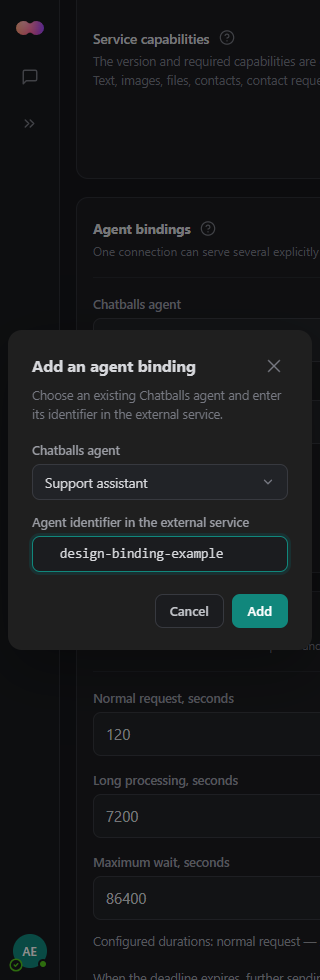 Service capabilities
The version and required capabilities are
Text, images, files, contacts, contact reque
Agent bindings
One connection can serve several explicitly
Chatballs agent
Add an agent binding
Choose an existing Chatballs agent and enter
its identifier in the external service.
Chatballs agent
Support assistant
Agent identifier in the external service
design-binding-example
Cancel
Add
Normal request, seconds
120
Long processing, seconds
7200
Maximum wait, seconds
86400
Configured durations: normal request —
When the deadline expires, further sendin
AE